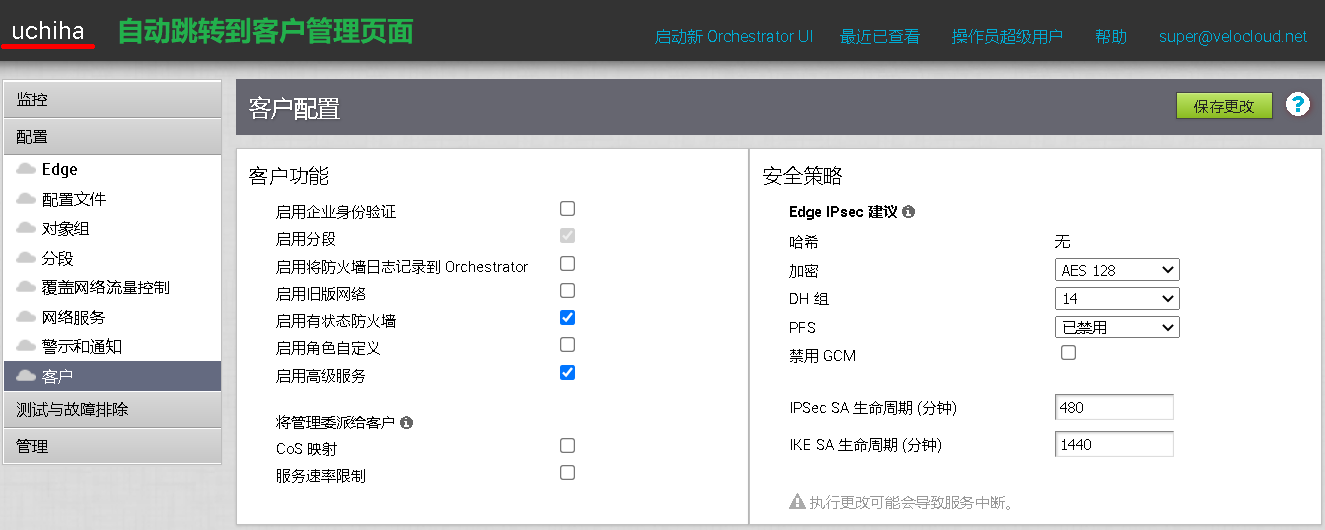 uchiha 自动跳转到客户管理页面
启动新 Orchestrator UI 最近已查看 操作员超级用户 帮助 super@velocloud.net
监控
配置
Edge
配置文件
对象组
分段
覆盖网络流量控制
网络服务
警示和通知
客户
测试与故障排除
管理
客户配置
保存更改 ?
客户功能
启用企业身份验证
启用分段
启用将防火墙日志记录到 Orchestrator
启用旧版网络
启用有状态防火墙
启用角色自定义
启用高级服务
将管理委派给客户
CoS 映射
服务速率限制
安全策略
Edge IPsec 建议
哈希 无
加密 AES 128
DH 组 14
PFS 已禁用
禁用 GCM
IPSec SA 生命周期 (分钟) 480
IKE SA 生命周期 (分钟) 1440
执行更改可能会导致服务中断。